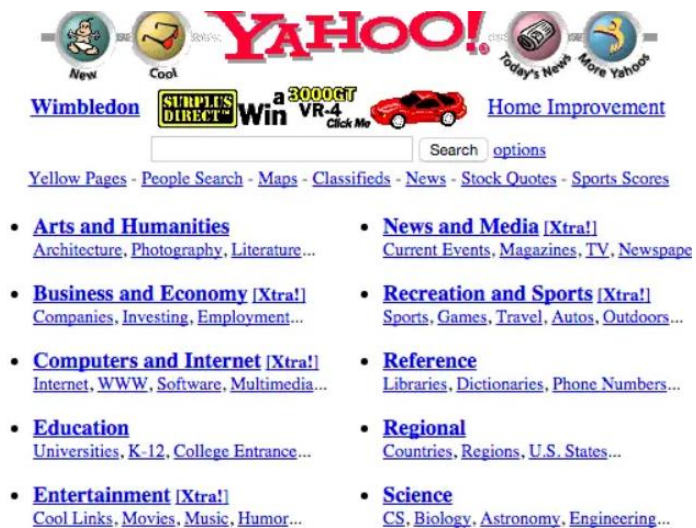 YAHOO!
New
Cool
Today's News
More Yahoos
Wimbledon
SURPLUS DIRECT™ Win a 3000GT VR-4 Click Me
Home Improvement
Search options
Yellow Pages - People Search - Maps - Classifieds - News - Stock Quotes - Sports Scores
• Arts and Humanities
Architecture, Photography, Literature...
• Business and Economy [Xtra!]
Companies, Investing, Employment...
• Computers and Internet [Xtra!]
Internet, WWW, Software, Multimedia...
• Education
Universities, K-12, College Entrance...
• Entertainment [Xtra!]
Cool Links, Movies, Music, Humor...
• News and Media [Xtra!]
Current Events, Magazines, TV, Newspape
• Recreation and Sports [Xtra!]
Sports, Games, Travel, Autos, Outdoors...
• Reference
Libraries, Dictionaries, Phone Numbers...
• Regional
Countries, Regions, U.S. States...
• Science
CS, Biology, Astronomy, Engineering...